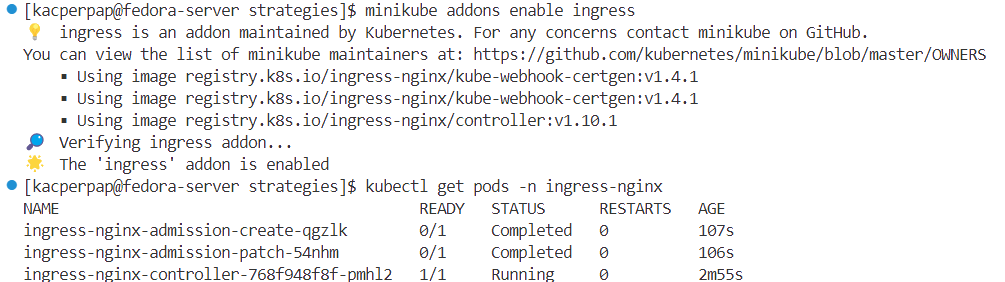 [kacperpap@fedora-server strategies]$ minikube addons enable ingress
💡 ingress is an addon maintained by Kubernetes. For any concerns contact minikube on GitHub.
You can view the list of minikube maintainers at: https://github.com/kubernetes/minikube/blob/master/OWNERS
▪ Using image registry.k8s.io/ingress-nginx/kube-webhook-certgen:v1.4.1
▪ Using image registry.k8s.io/ingress-nginx/kube-webhook-certgen:v1.4.1
▪ Using image registry.k8s.io/ingress-nginx/controller:v1.10.1
🔎 Verifying ingress addon...
🌟 The 'ingress' addon is enabled
[kacperpap@fedora-server strategies]$ kubectl get pods -n ingress-nginx
NAME READY STATUS RESTARTS AGE
ingress-nginx-admission-create-qgzlk 0/1 Completed 0 107s
ingress-nginx-admission-patch-54nhm 0/1 Completed 0 106s
ingress-nginx-controller-768f948f8f-pmhl2 1/1 Running 0 2m55s